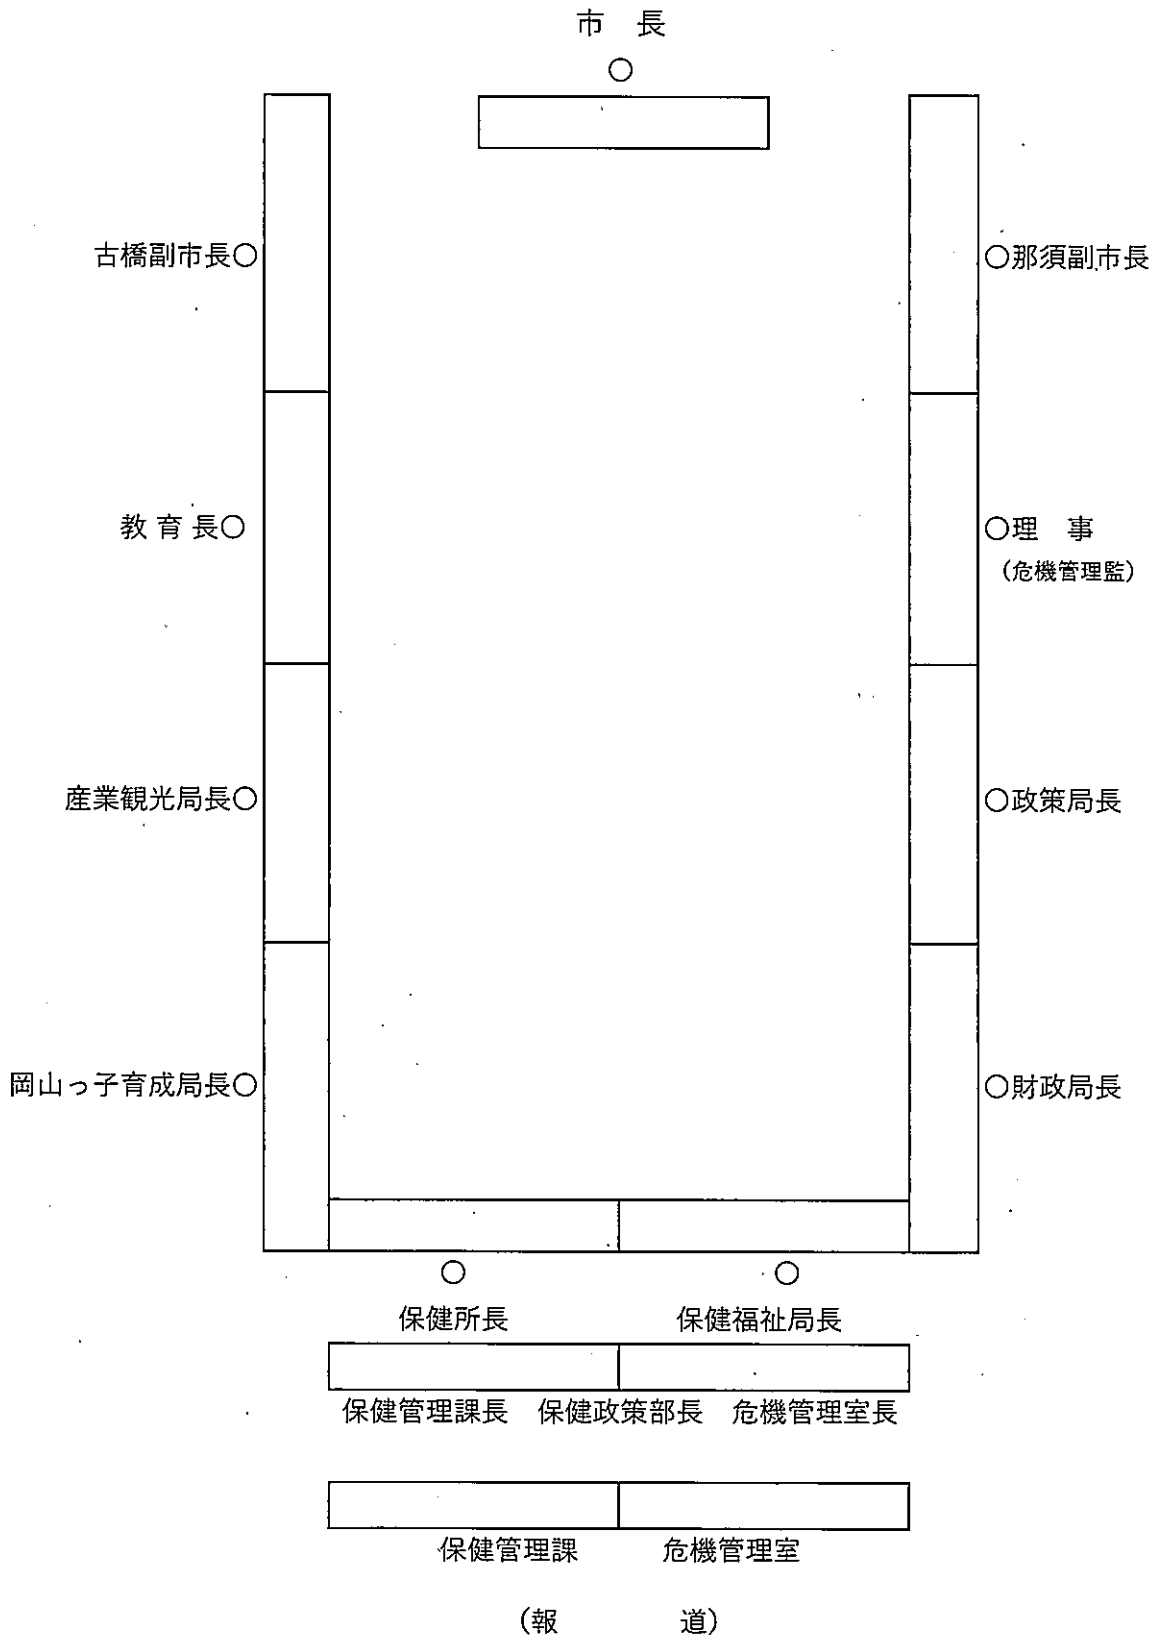 市　長
○
古橋副市長○　○那須副市長
教 育 長○　○理　事
（危機管理監）
産業観光局長○　○政策局長
岡山っ子育成局長○　○財政局長
○　○
保健所長　保健福祉局長
保健管理課長　保健政策部長　危機管理室長
保健管理課　危機管理室
（報　道）